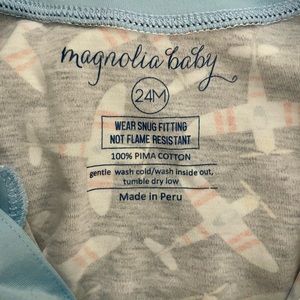 magnolia baby
24M
WEAR SNUG FITTING
NOT FLAME RESISTANT
100% PIMA COTTON
gentle wash cold/wash inside out,
tumble dry low
Made in Peru